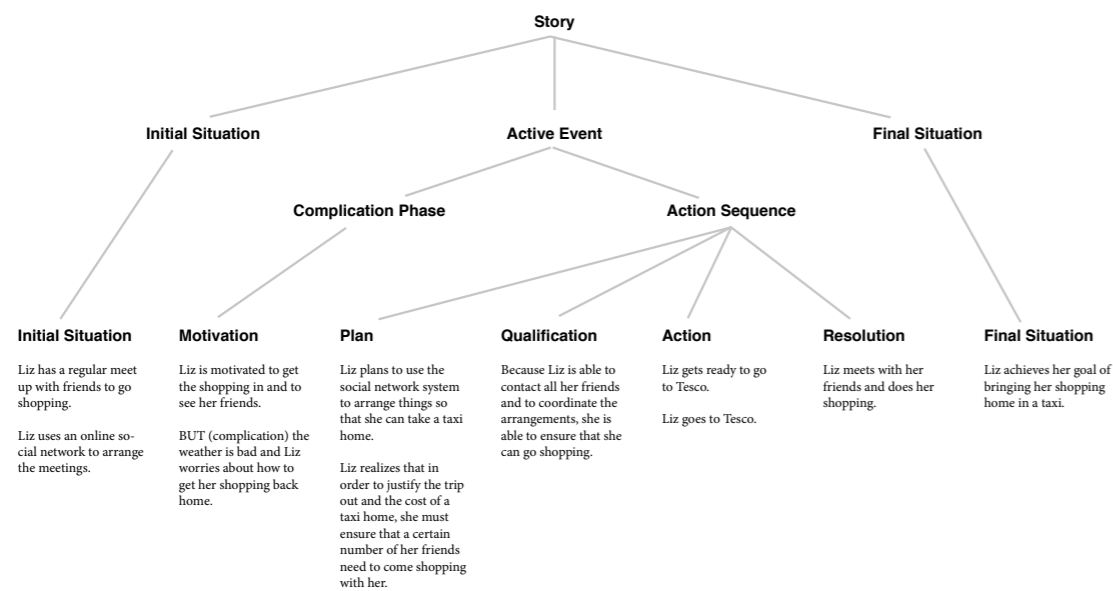 Story
Initial Situation
Active Event
Final Situation
Complication Phase
Action Sequence
Initial Situation
Liz has a regular meet
up with friends to go
shopping.
Liz uses an online so-
cial network to arrange
the meetings.
Motivation
Liz is motivated to get
the shopping in and to
see her friends.
BUT (complication) the
weather is bad and Liz
worries about how to
get her shopping back
home.
Plan
Liz plans to use the
social network system
to arrange things so
that she can take a taxi
home.
Liz realizes that in
order to justify the trip
out and the cost of a
taxi home, she must
ensure that a certain
number of her friends
need to come shopping
with her.
Qualification
Because Liz is able to
contact all her friends
and to coordinate the
arrangements, she is
able to ensure that she
can go shopping.
Action
Liz gets ready to go
to Tesco.
Liz goes to Tesco.
Resolution
Liz meets with her
friends and does her
shopping.
Final Situation
Liz achieves her goal of
bringing her shopping
home in a taxi.